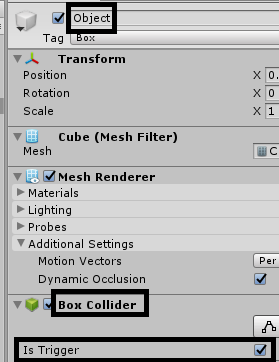 Object
Tag Box
Transform
Position X 0.
Rotation X 0
Scale X 1
Cube (Mesh Filter)
Mesh
Mesh Renderer
Materials
Lighting
Probes
Additional Settings
Motion Vectors Per
Dynamic Occlusion
Box Collider
Is Trigger